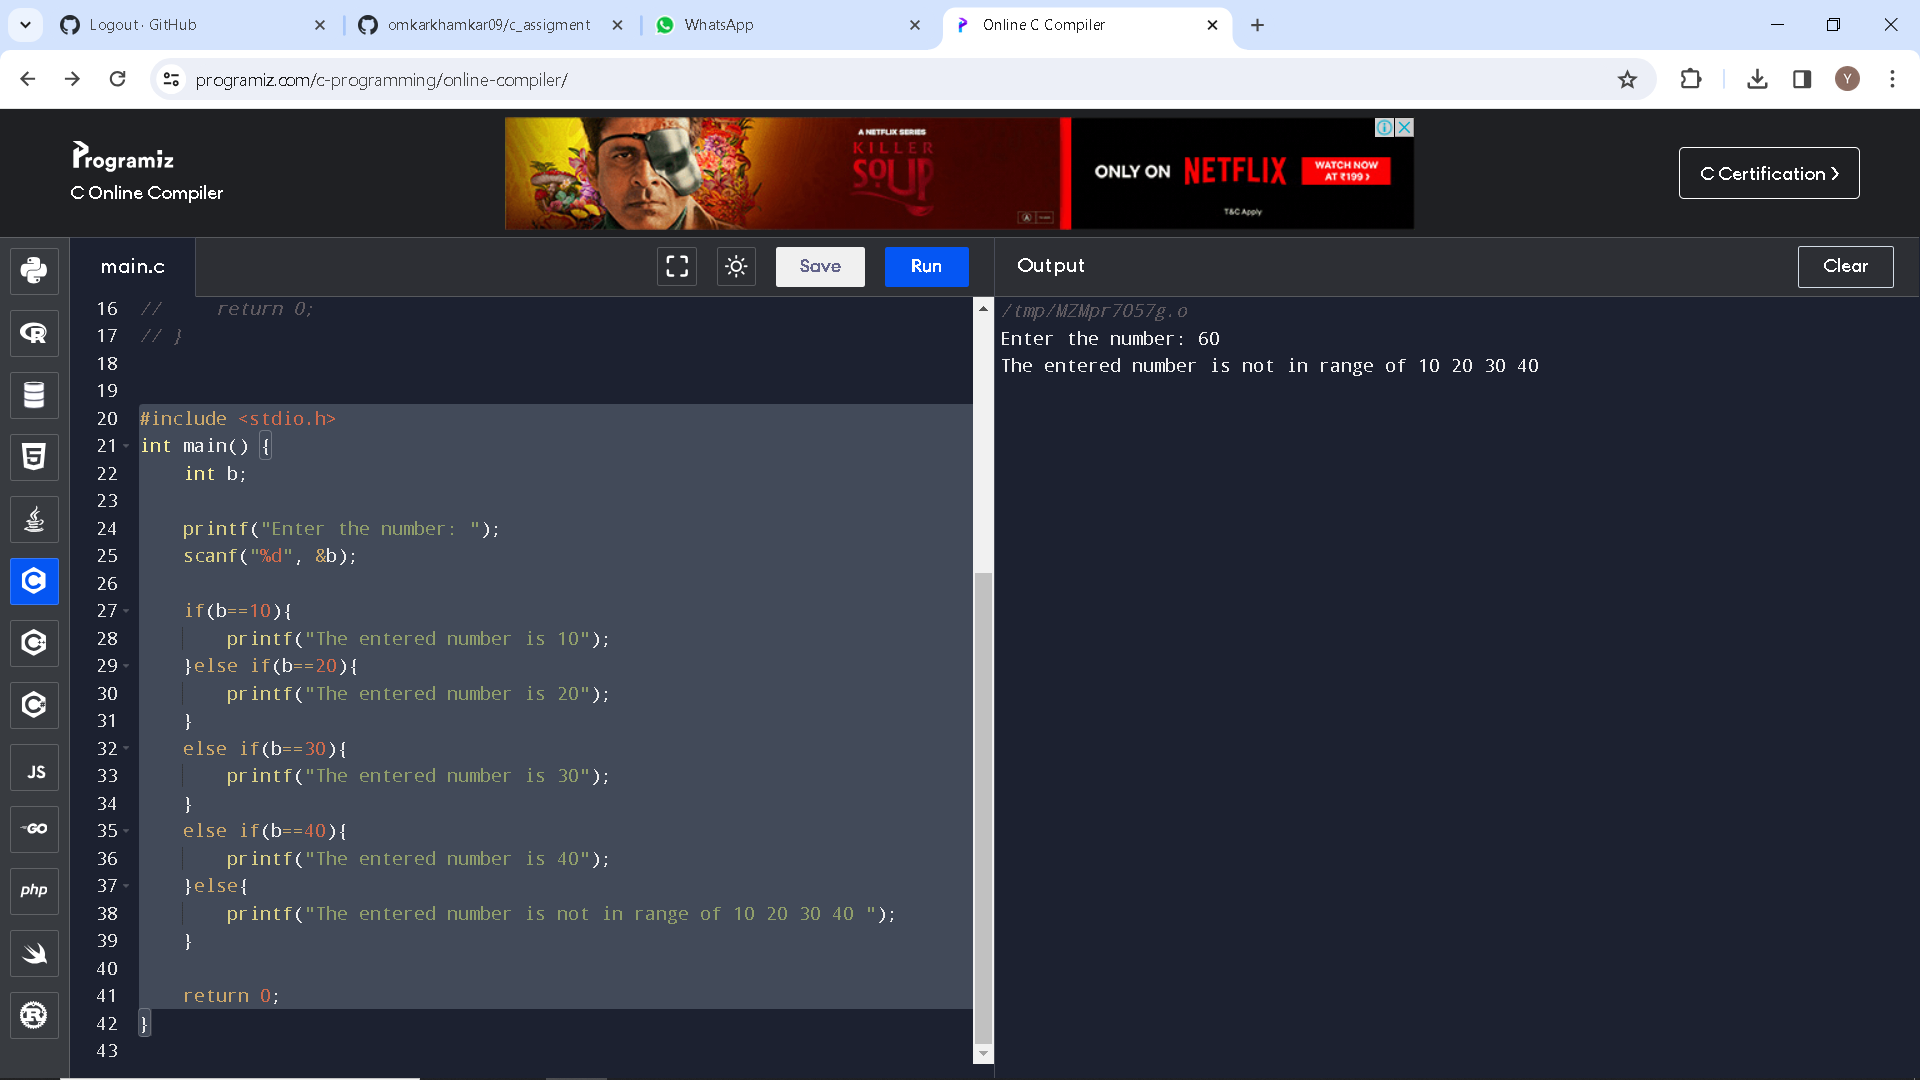 Logout · GitHub
omkarkhamkar09/c_assigment
WhatsApp
Online C Compiler
programiz.com/c-programming/online-compiler/
Y
Programiz
C Online Compiler
A NETFLIX SERIES
KILLER
SOUP
ONLY ON NETFLIX
WATCH NOW
AT ₹199 >
T&C Apply
C Certification >
main.c
Save
Run
Output
Clear
16 //     return 0;
17 // }
18
19
20 #include <stdio.h>
21 int main() {
22     int b;
23
24     printf("Enter the number: ");
25     scanf("%d", &b);
26
27     if(b==10){
28         printf("The entered number is 10");
29     }else if(b==20){
30         printf("The entered number is 20");
31     }
32     else if(b==30){
33         printf("The entered number is 30");
34     }
35     else if(b==40){
36         printf("The entered number is 40");
37     }else{
38         printf("The entered number is not in range of 10 20 30 40 ");
39     }
40
41     return 0;
42 }
43
/tmp/MZMpr7O57g.o
Enter the number: 60
The entered number is not in range of 10 20 30 40
R
5
C
C
C
JS
GO
php
R